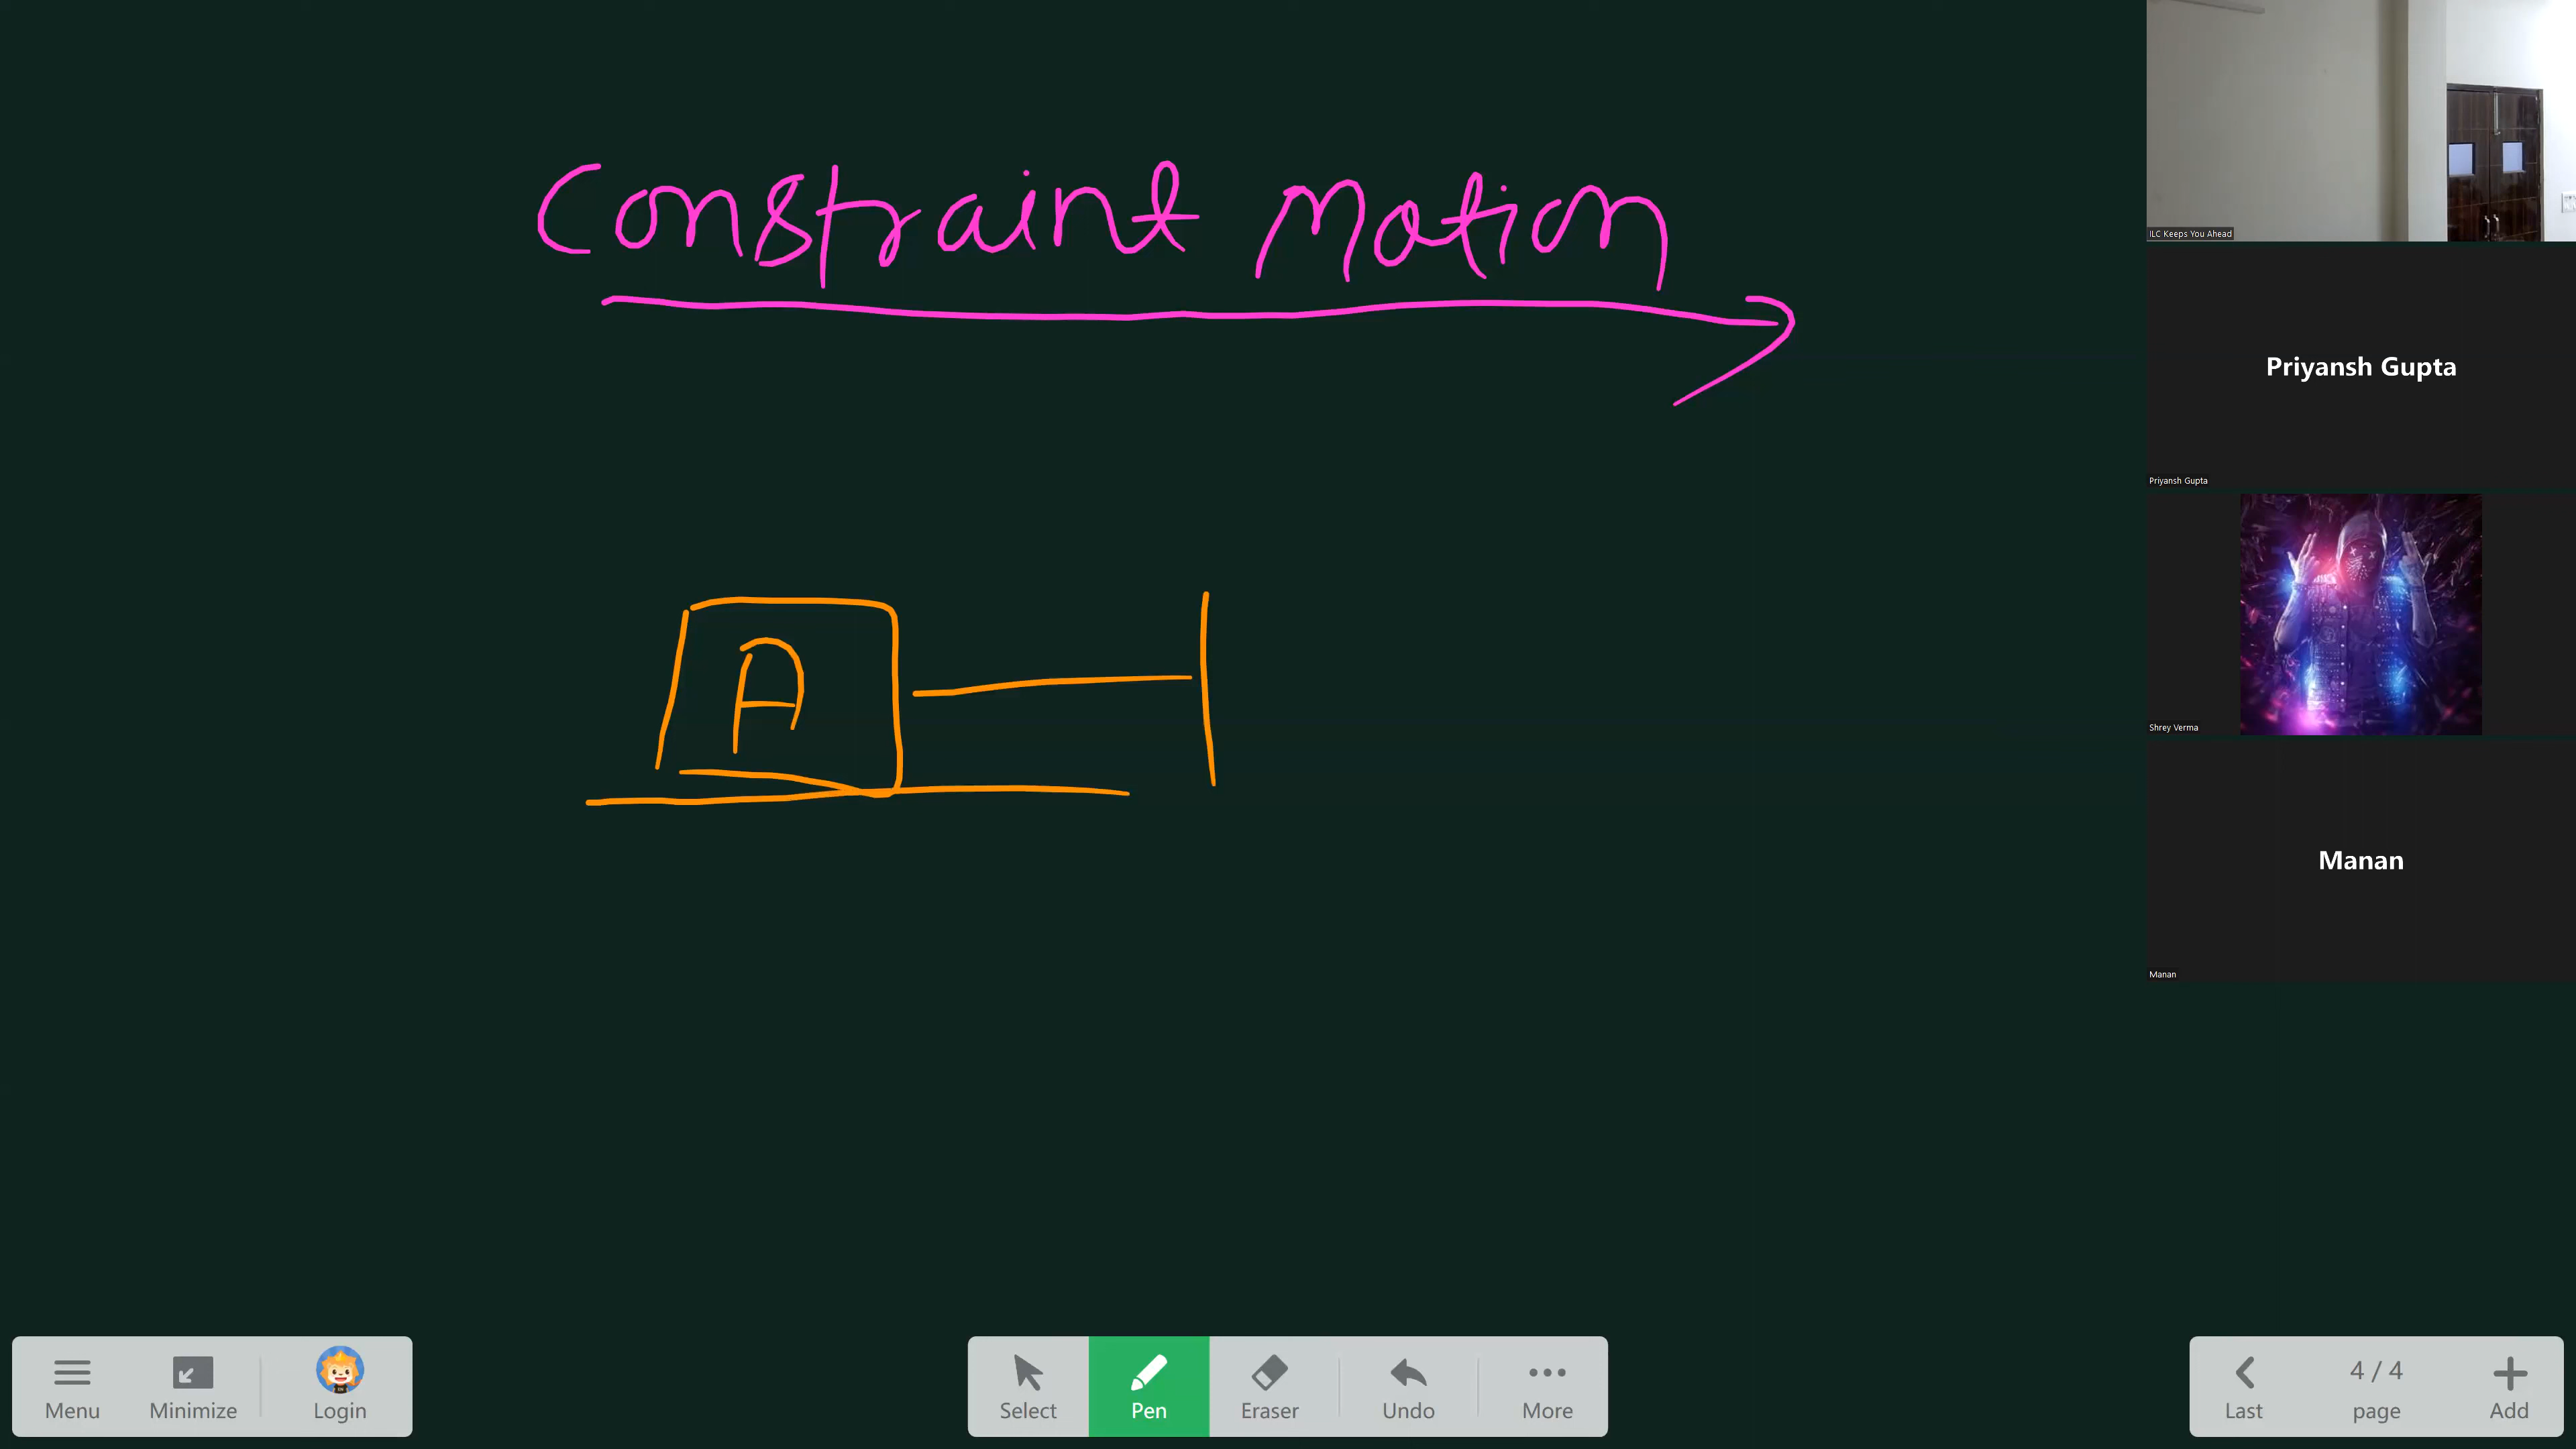 Constraint Motion
A
ILC Keeps You Ahead
Priyansh Gupta
Priyansh Gupta
Shrey Verma
Manan
Manan
Menu
Minimize
Login
Select
Pen
Eraser
Undo
More
Last
4 / 4
page
Add